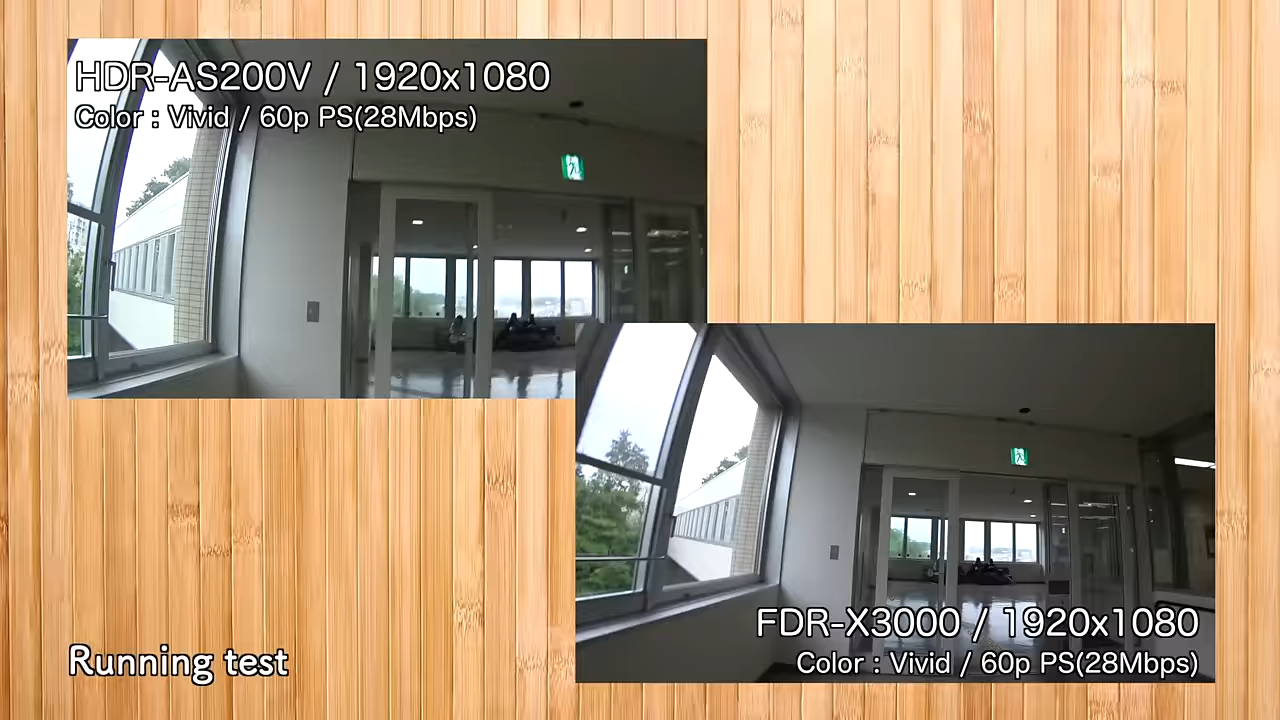 HDR-AS200V / 1920x1080
Color : Vivid / 60p PS(28Mbps)
FDR-X3000 / 1920x1080
Color : Vivid / 60p PS(28Mbps)
Running test